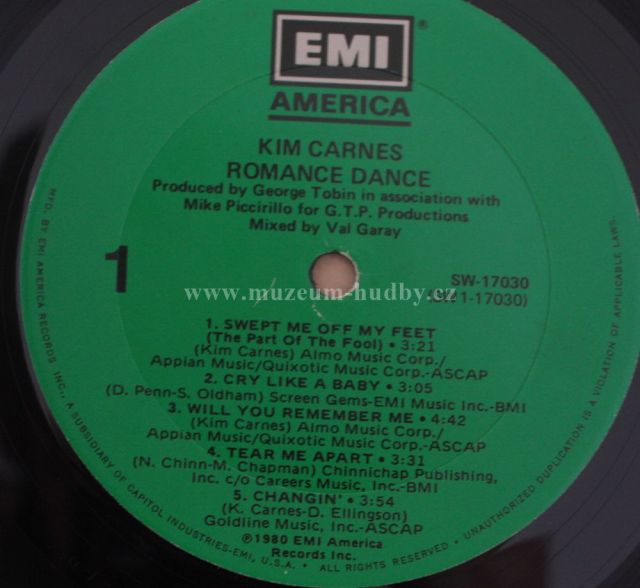 EMI
®
AMERICA
KIM CARNES
ROMANCE DANCE
Produced by George Tobin in association with
Mike Piccirillo for G.T.P. Productions
Mixed by Val Garay
1
SW-17030
(SW1-17030)
www.muzeum-hudby.cz
1. SWEPT ME OFF MY FEET
(The Part Of The Fool) • 3:21
(Kim Carnes) Almo Music Corp./
Appian Music/Quixotic Music Corp.-ASCAP
2. CRY LIKE A BABY • 3:05
(D. Penn-S. Oldham) Screen Gems-EMI Music Inc.-BMI
3. WILL YOU REMEMBER ME • 4:42
(Kim Carnes) Almo Music Corp./
Appian Music/Quixotic Music Corp.-ASCAP
4. TEAR ME APART • 3:31
(N. Chinn-M. Chapman) Chinnichap Publishing,
Inc. c/o Careers Music, Inc.-BMI
5. CHANGIN' • 3:54
(K. Carnes-D. Ellingson)
Goldline Music, Inc.-ASCAP
℗1980 EMI America
Records Inc.
MFD. BY EMI AMERICA RECORDS INC., A SUBSIDIARY OF CAPITOL INDUSTRIES-EMI, U.S.A. • ALL RIGHTS RESERVED • UNAUTHORIZED DUPLICATION IS A VIOLATION OF APPLICABLE LAWS.